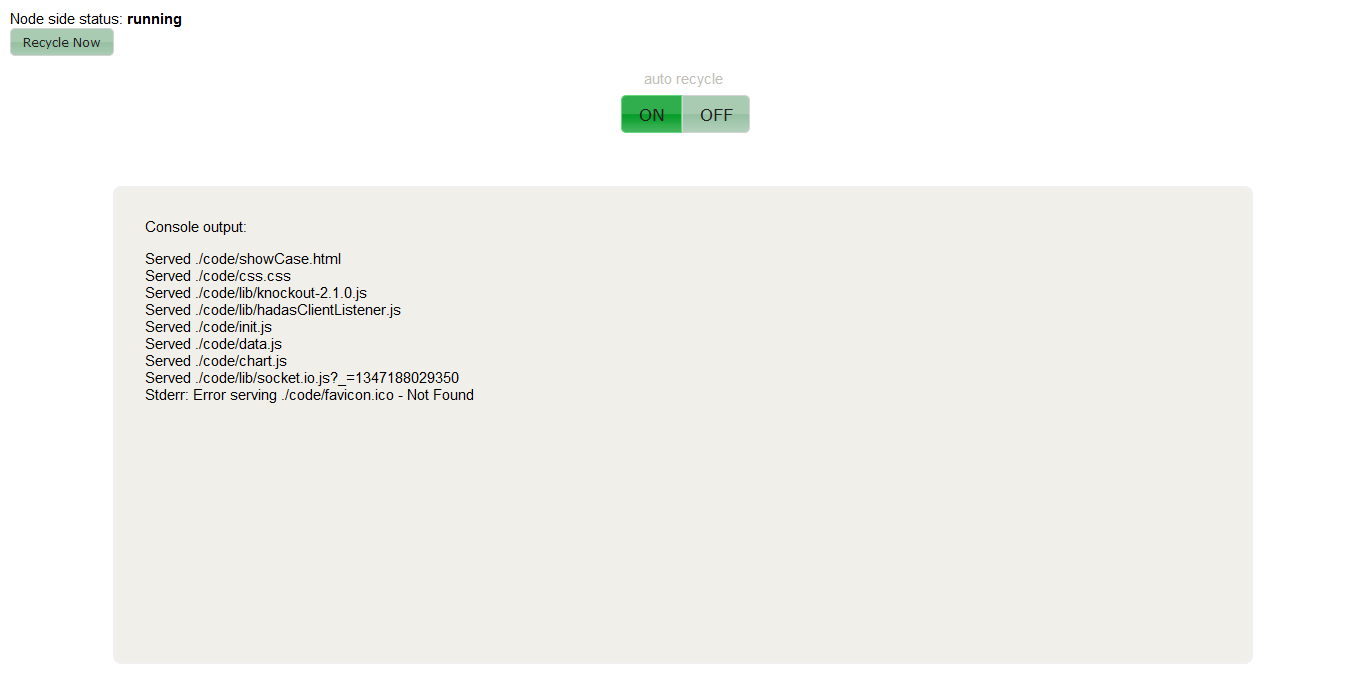 Node side status: running
Recycle Now
auto recycle
ON OFF
Console output:
Served ./code/showCase.html
Served ./code/css.css
Served ./code/lib/knockout-2.1.0.js
Served ./code/lib/hadasClientListener.js
Served ./code/init.js
Served ./code/data.js
Served ./code/chart.js
Served ./code/lib/socket.io.js?_=1347188029350
Stderr: Error serving ./code/favicon.ico - Not Found